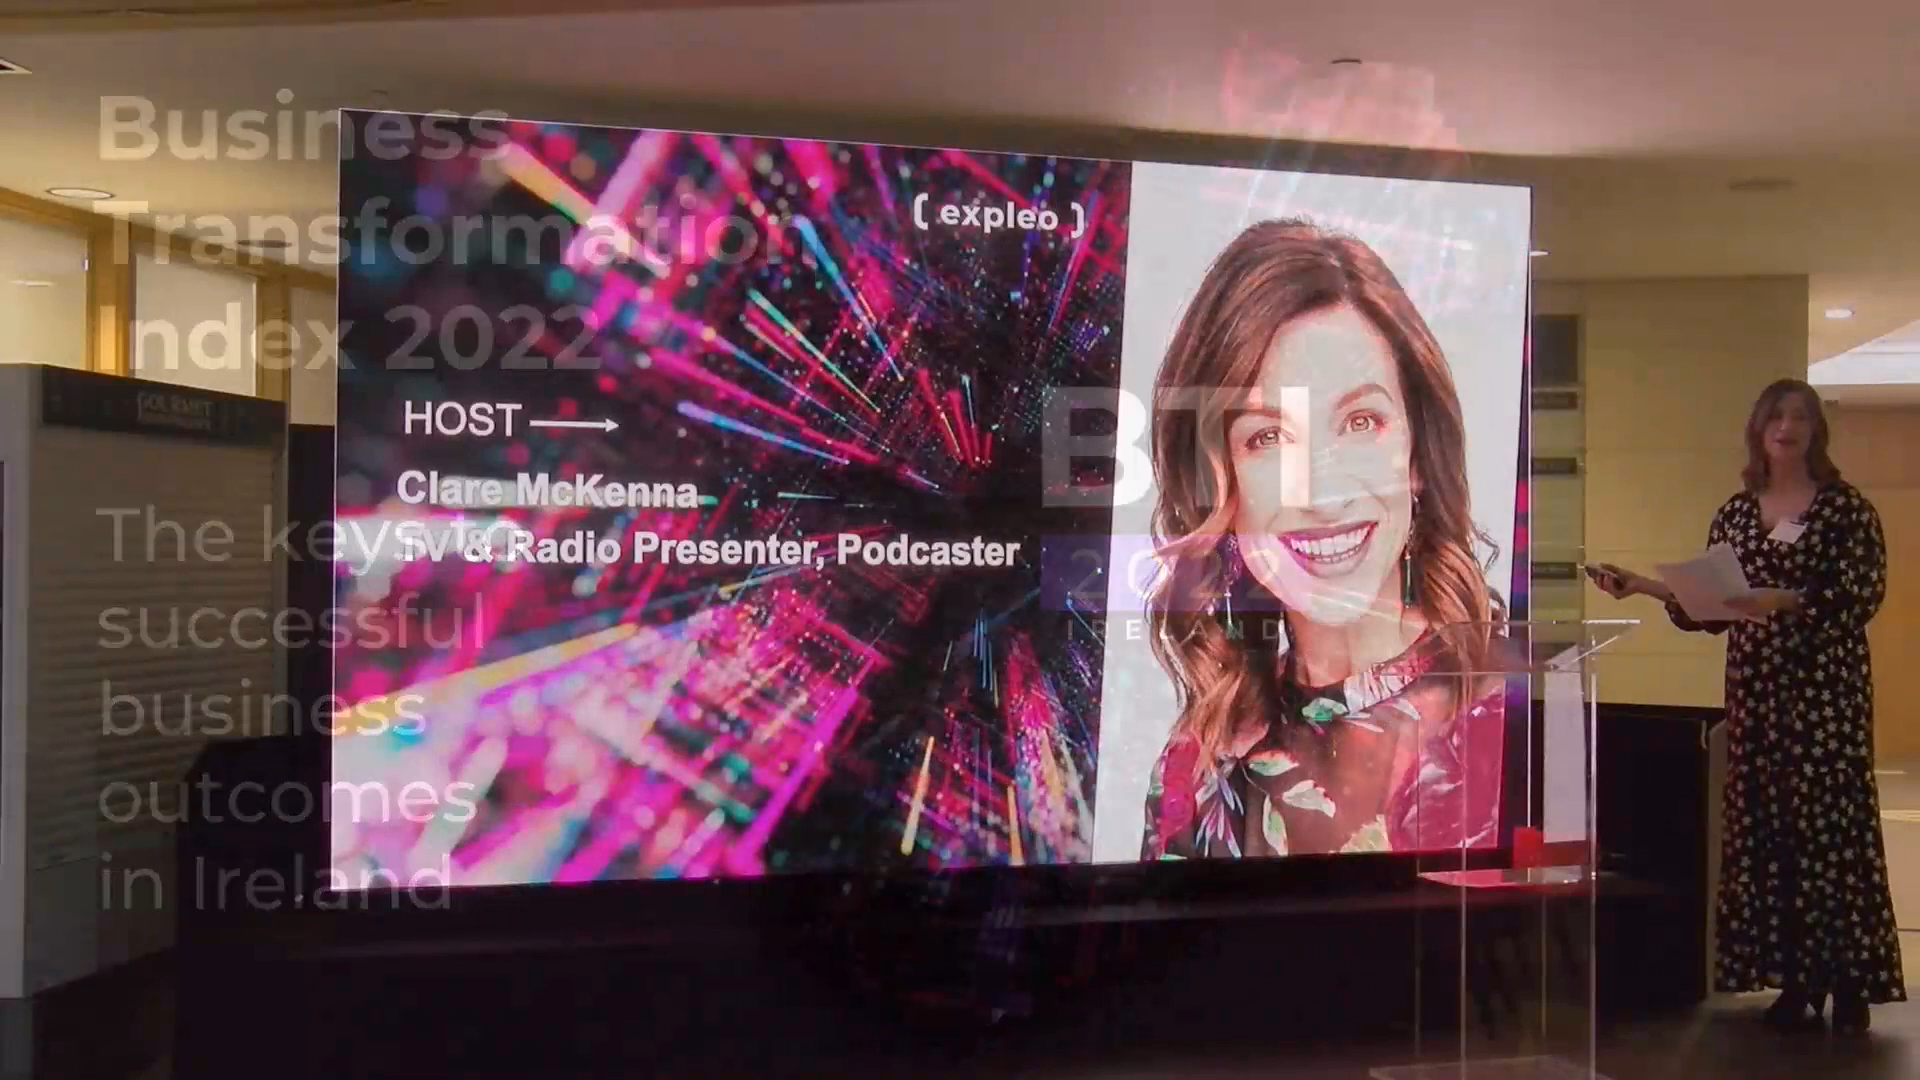 Business
Transformation
Index 2022
The keys to
successful
business
outcomes
in Ireland
{ expleo }
HOST
Clare McKenna
TV & Radio Presenter, Podcaster
BTI
2022
IRELAND
GOURMET